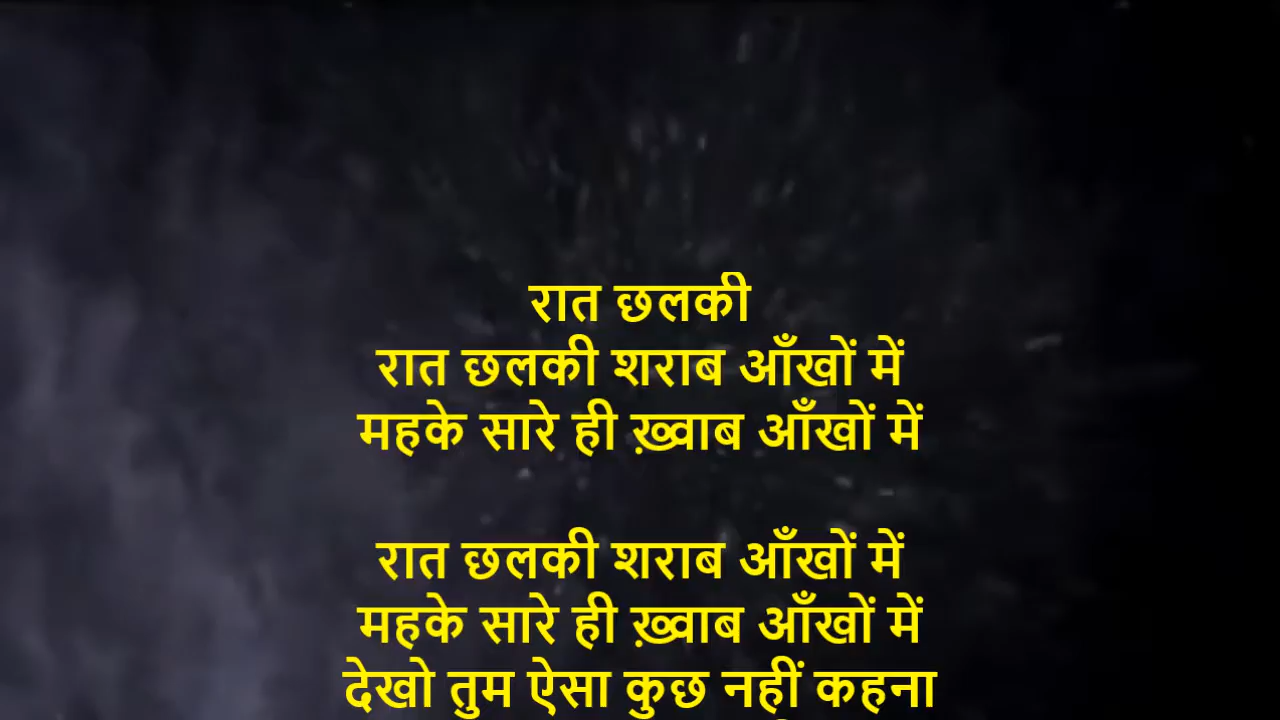 रात छलकी
रात छलकी शराब आँखों में
महके सारे ही ख़्वाब आँखों में
रात छलकी शराब आँखों में
महके सारे ही ख़्वाब आँखों में
देखो तुम ऐसा कुछ नहीं कहना